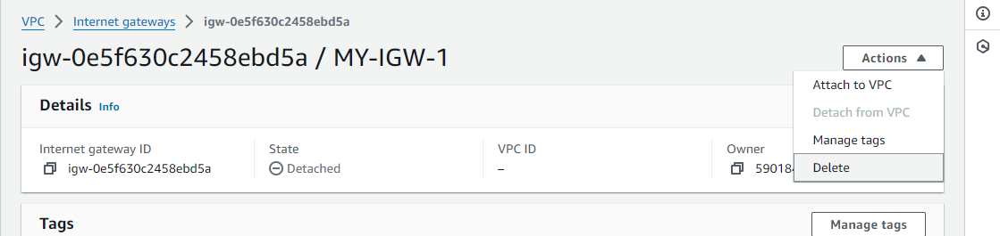 VPC > Internet gateways > igw-0e5f630c2458ebd5a
igw-0e5f630c2458ebd5a / MY-IGW-1
Actions
Attach to VPC
Detach from VPC
Manage tags
Delete
Details Info
Internet gateway ID
igw-0e5f630c2458ebd5a
State
Detached
VPC ID
–
Owner
59018
Tags
Manage tags